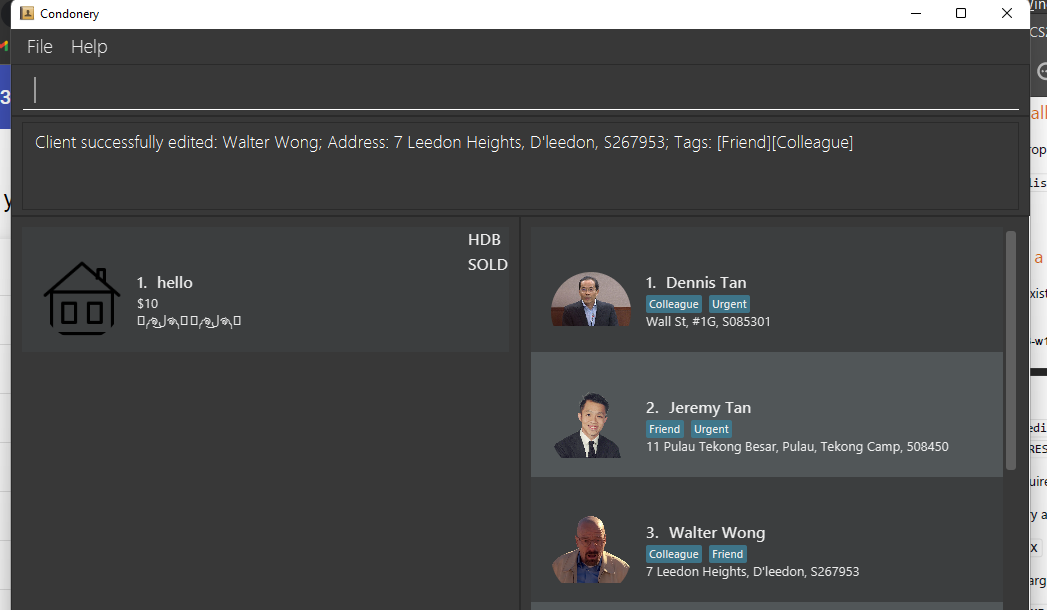 Condonery
File Help
Client successfully edited: Walter Wong; Address: 7 Leedon Heights, D'leedon, S267953; Tags: [Friend][Colleague]
HDB
SOLD
1. hello
$10
1. Dennis Tan
Colleague Urgent
Wall St, #1G, S085301
2. Jeremy Tan
Friend Urgent
11 Pulau Tekong Besar, Pulau, Tekong Camp, 508450
3. Walter Wong
Colleague Friend
7 Leedon Heights, D'leedon, S267953